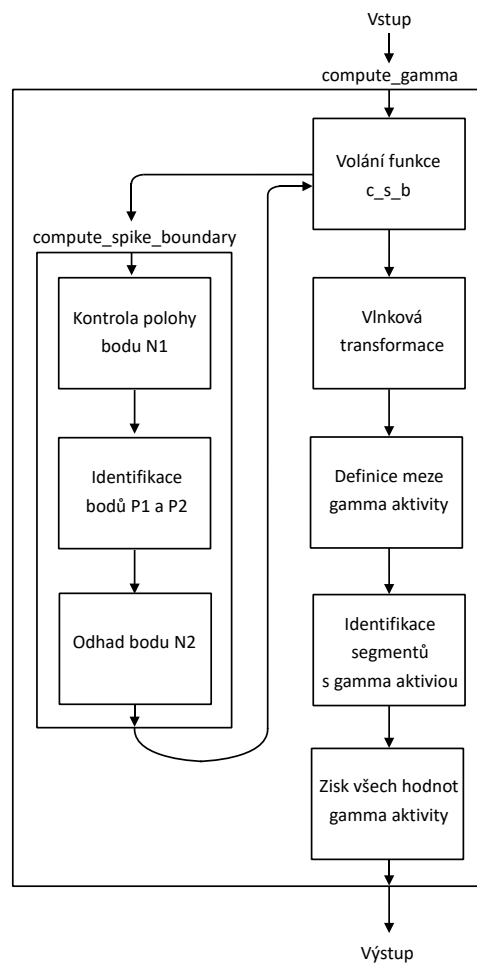 Vstup
compute_gamma
Volání funkce
c_s_b
compute_spike_boundary
Kontrola polohy
bodu N1
Identifikace
bodů P1 a P2
Odhad bodu N2
Vlnková
transformace
Definice meze
gamma aktivity
Identifikace
segmentů
s gamma aktiviou
Zisk všech hodnot
gamma aktivity
Výstup